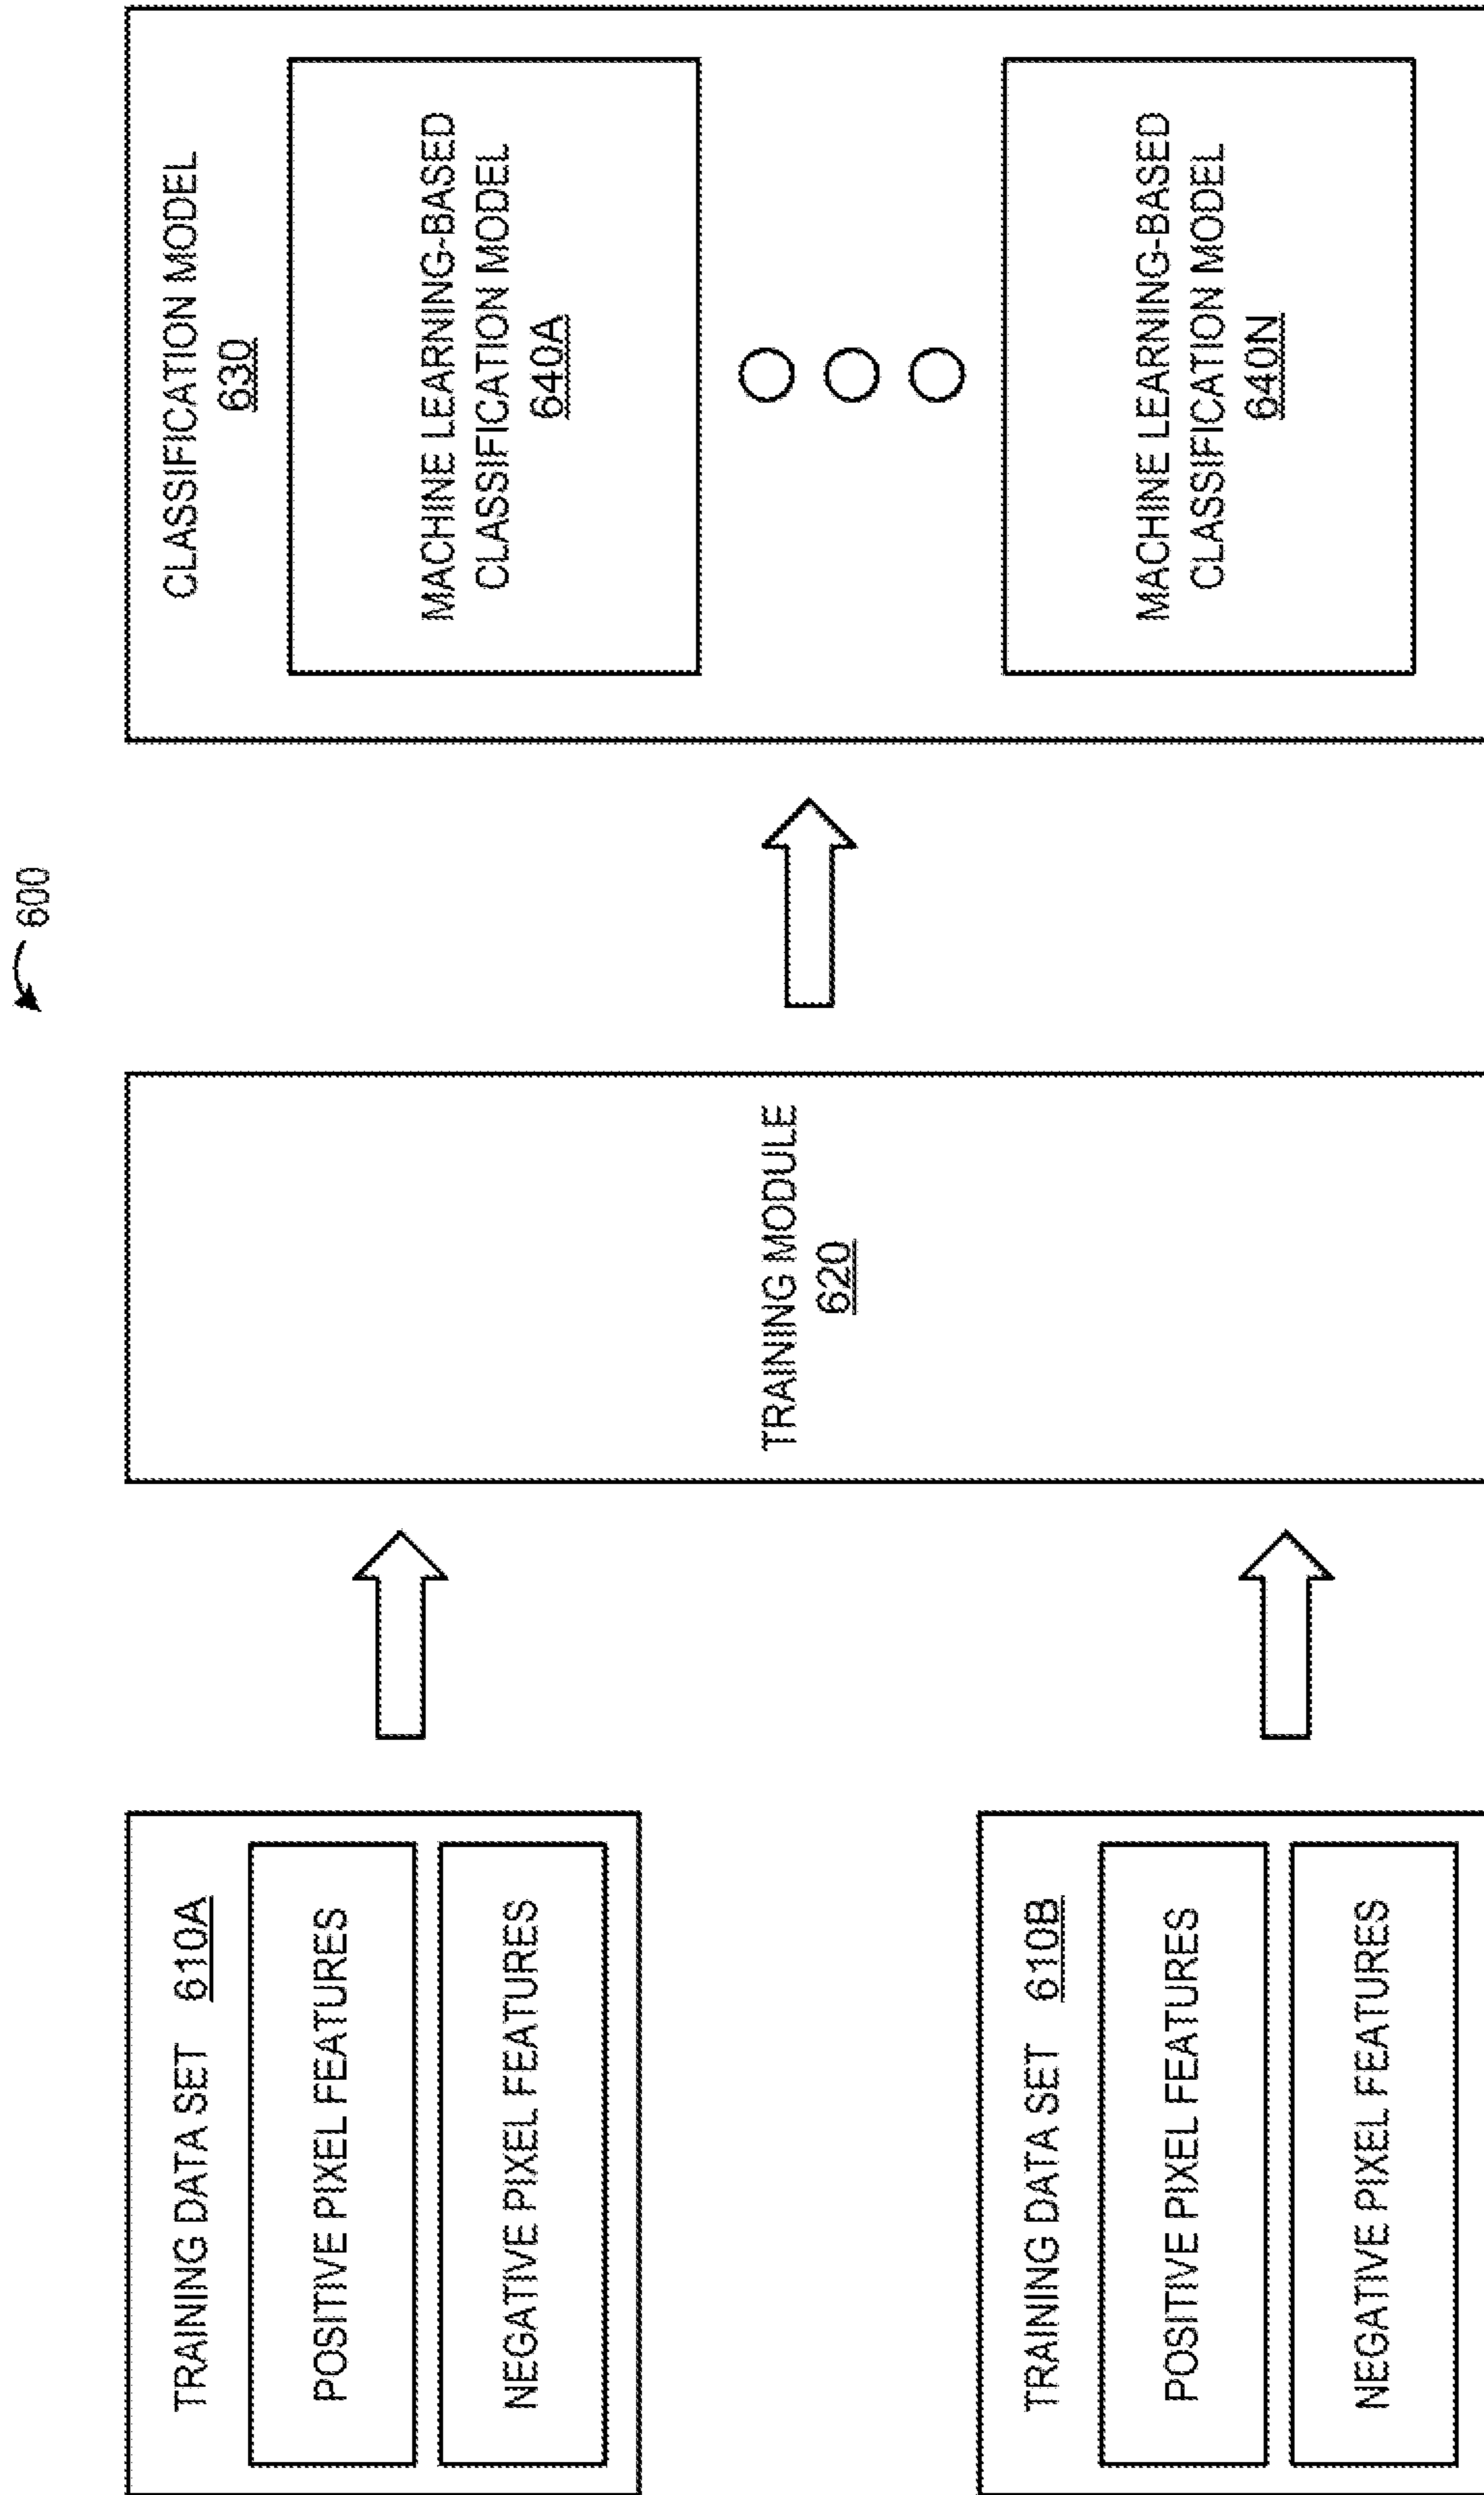 600
TRAINING DATA SET 610A
POSITIVE PIXEL FEATURES
NEGATIVE PIXEL FEATURES
TRAINING DATA SET 610B
POSITIVE PIXEL FEATURES
NEGATIVE PIXEL FEATURES
TRAINING MODULE
620
CLASSIFICATION MODEL
630
MACHINE LEARNING-BASED
CLASSIFICATION MODEL
640A
MACHINE LEARNING-BASED
CLASSIFICATION MODEL
640N